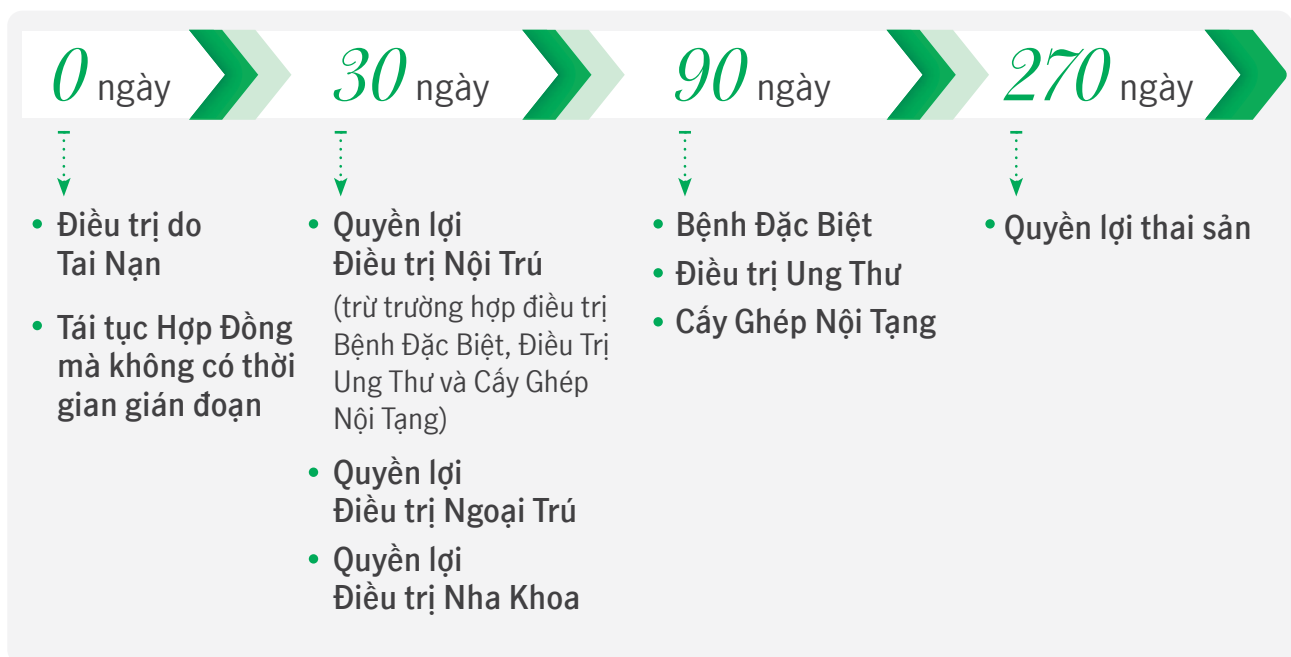 0 ngày
30 ngày
90 ngày
270 ngày
• Điều trị do
Tai Nạn
• Tái tục Hợp Đồng
mà không có thời
gian gián đoạn
• Quyền lợi
Điều trị Nội Trú
(trừ trường hợp điều trị
Bệnh Đặc Biệt, Điều Trị
Ung Thư và Cấy Ghép
Nội Tạng)
• Quyền lợi
Điều trị Ngoại Trú
• Quyền lợi
Điều trị Nha Khoa
• Bệnh Đặc Biệt
• Điều trị Ung Thư
• Cấy Ghép Nội Tạng
• Quyền lợi thai sản